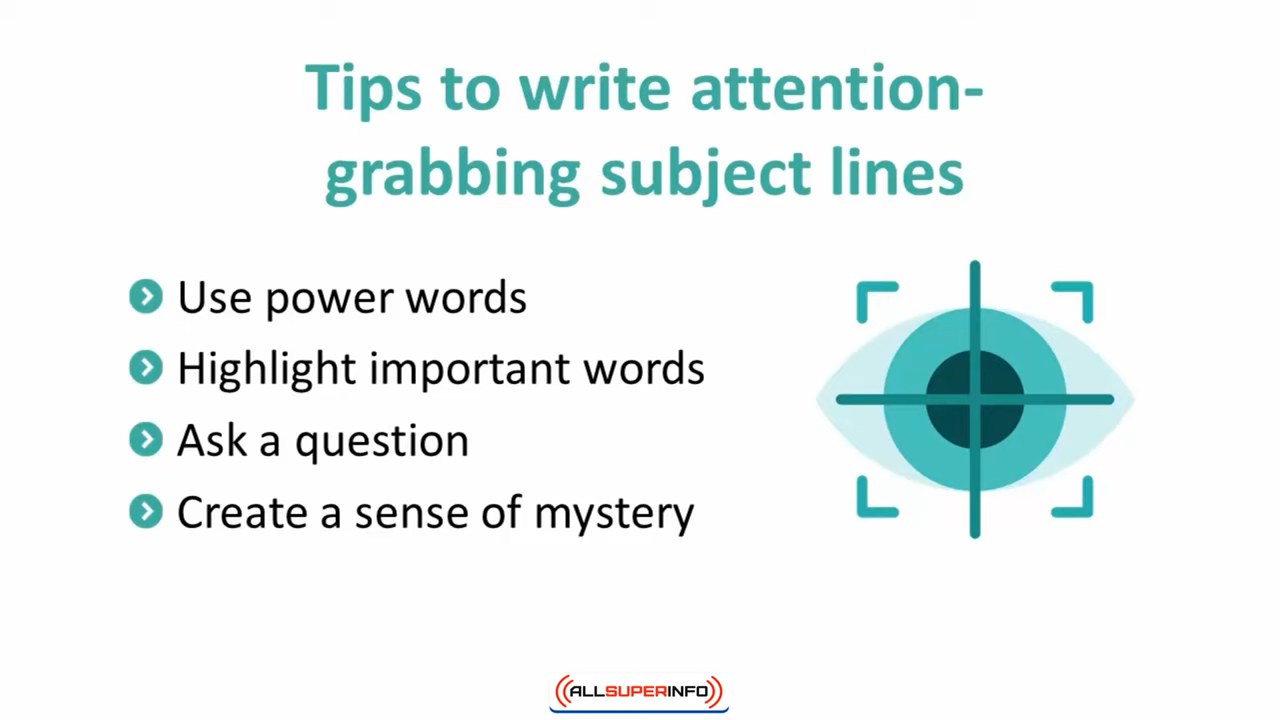 Tips to write attention-
grabbing subject lines
Use power words
Highlight important words
Ask a question
Create a sense of mystery
ALLSUPERINFO